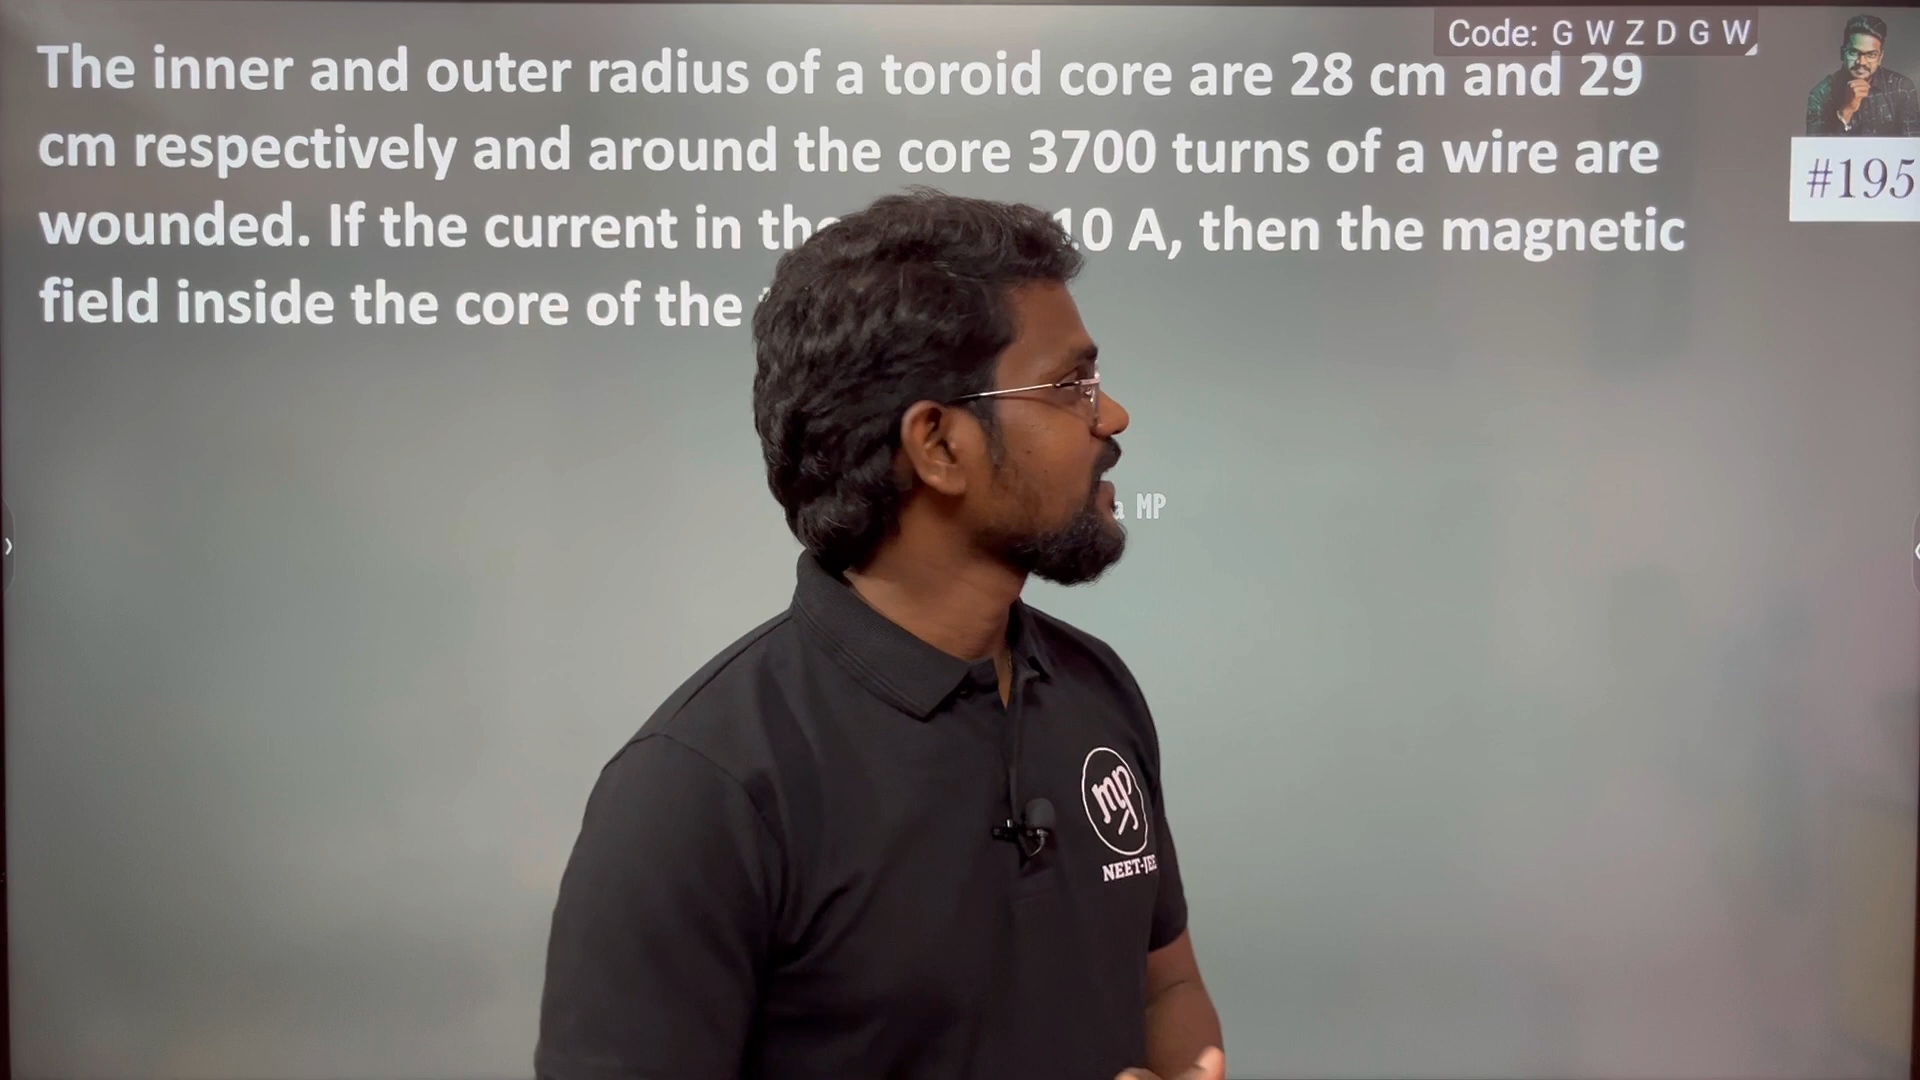 Code: G W Z D G W
The inner and outer radius of a toroid core are 28 cm and 29
cm respectively and around the core 3700 turns of a wire are
wounded. If the current in 10 A, then the magnetic
field inside the core of the
#195
MP
mp
NEET-JEE